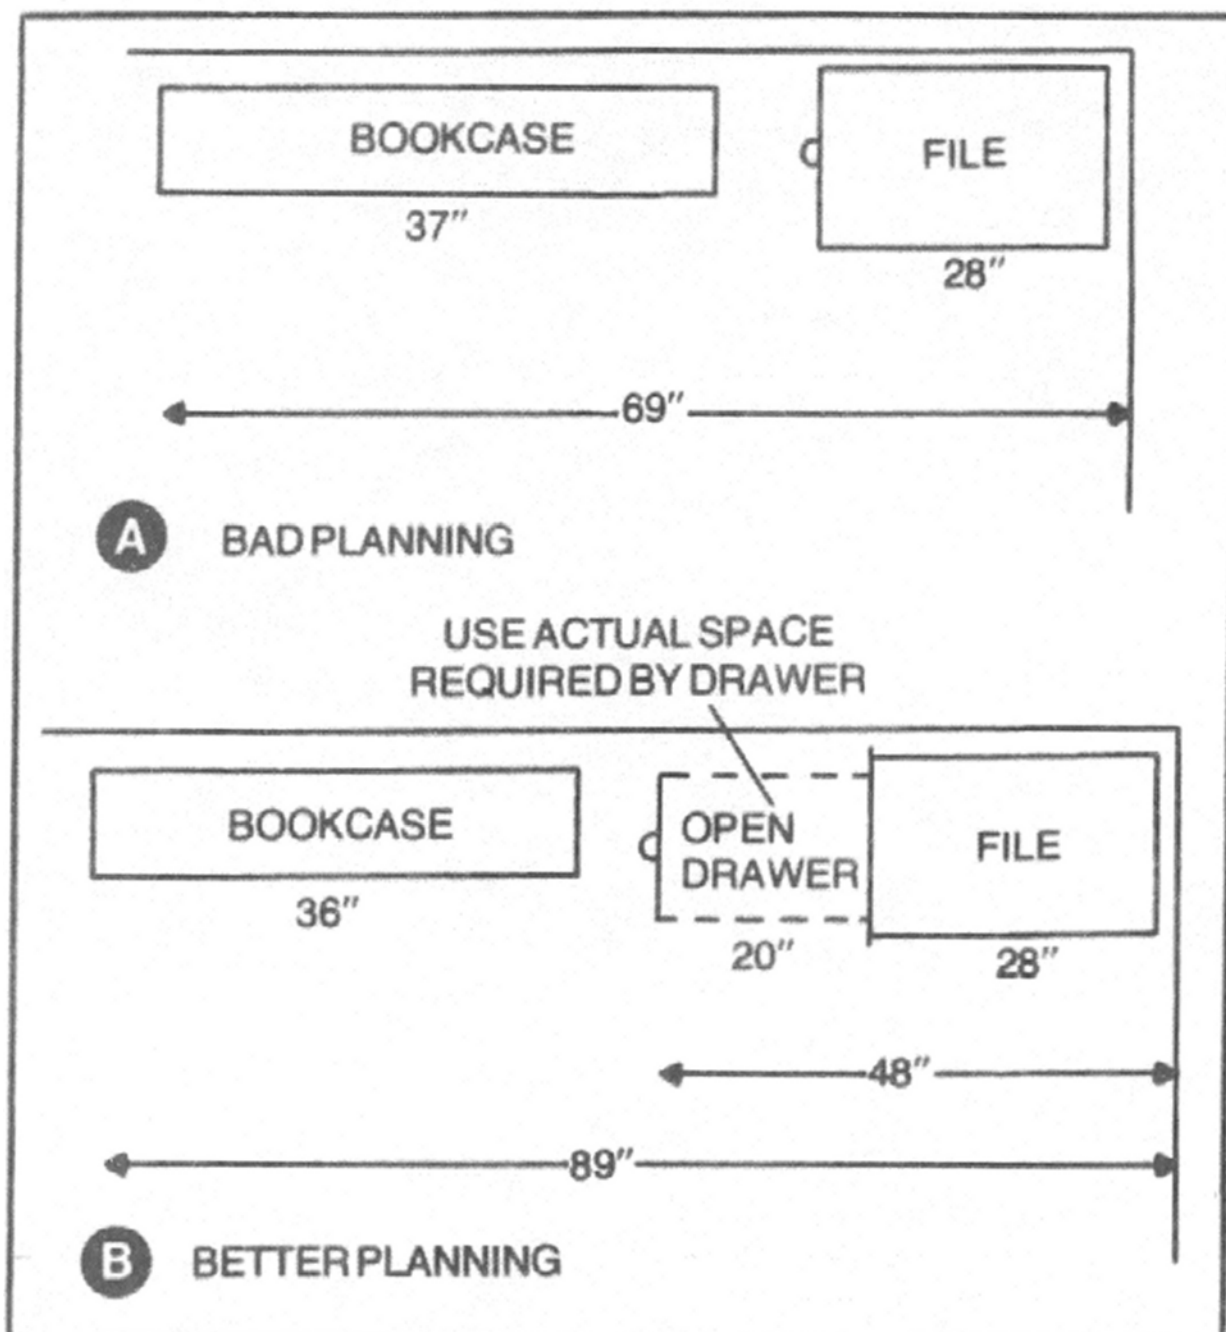 BOOKCASE
37"
FILE
28"
69"
A BAD PLANNING
USE ACTUAL SPACE
REQUIRED BY DRAWER
BOOKCASE
36"
OPEN
DRAWER
20"
FILE
28"
48"
89"
B BETTER PLANNING